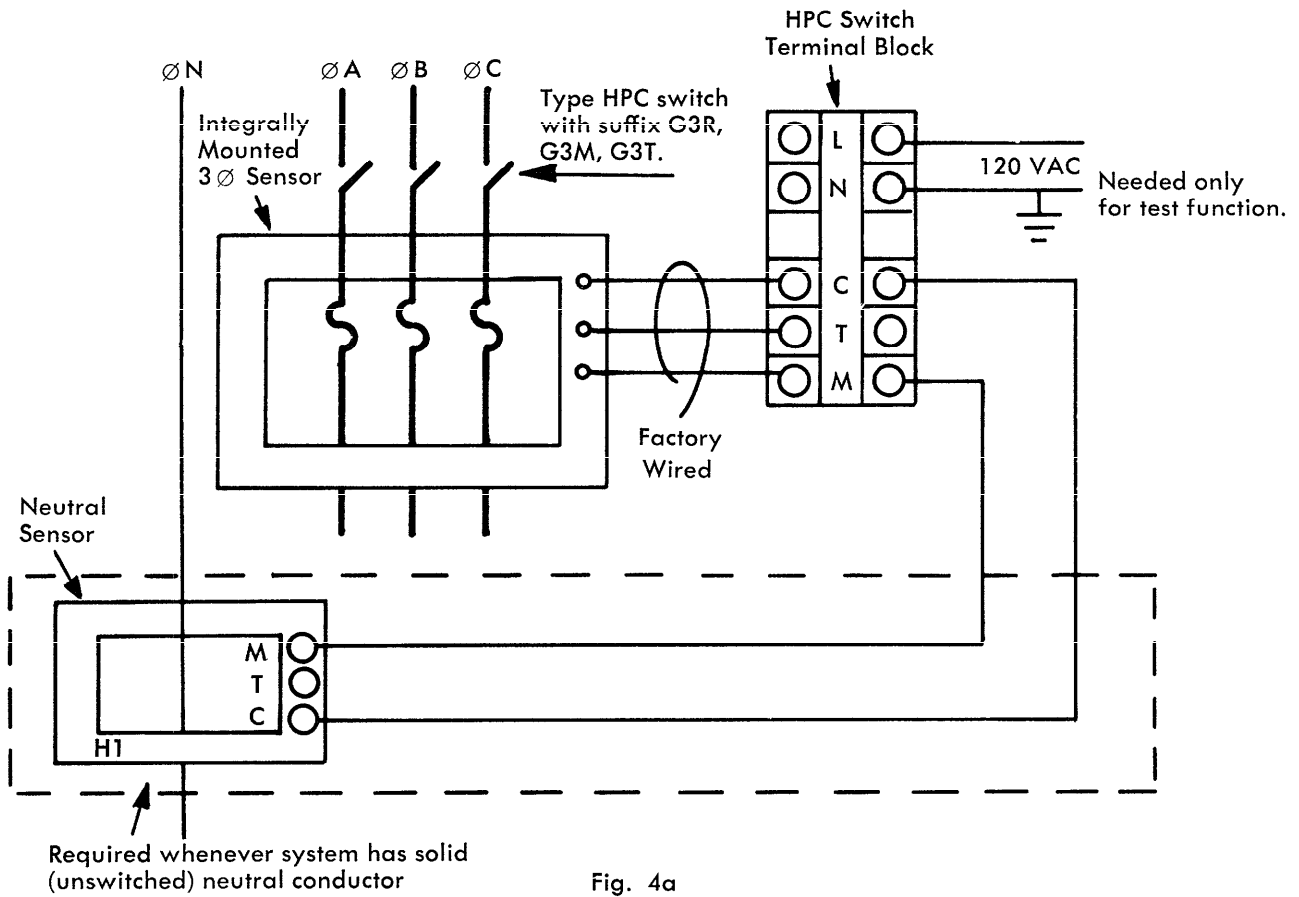 HPC Switch
Terminal Block
ØN
ØA
ØB
ØC
Type HPC switch
with suffix G3R,
G3M, G3T.
Integrally
Mounted
3Ø Sensor
L
N
120 VAC
Needed only
for test function.
C
T
M
Factory
Wired
Neutral
Sensor
M
T
C
H1
Required whenever system has solid
(unswitched) neutral conductor
Fig. 4a